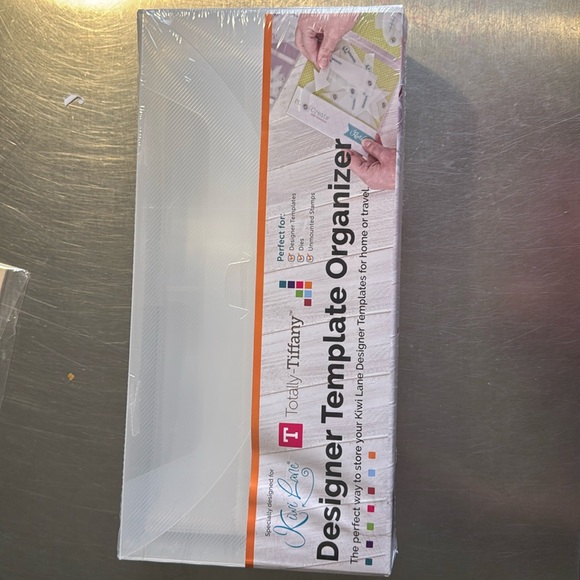 Specially designed for
Kiwi Lane®
T Totally-Tiffany™
Perfect for:
Designer Templates
Dies
Unmounted Stamps
Designer Template Organizer
The perfect way to store your Kiwi Lane Designer Templates for home or travel.